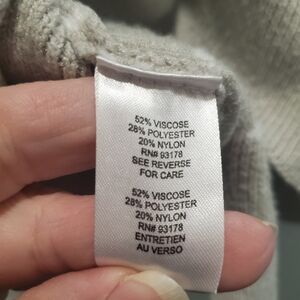 52% VISCOSE
28% POLYESTER
20% NYLON
RN# 93178
SEE REVERSE
FOR CARE
52% VISCOSE
28% POLYESTER
20% NYLON
RN# 93178
ENTRETIEN
AU VERSO